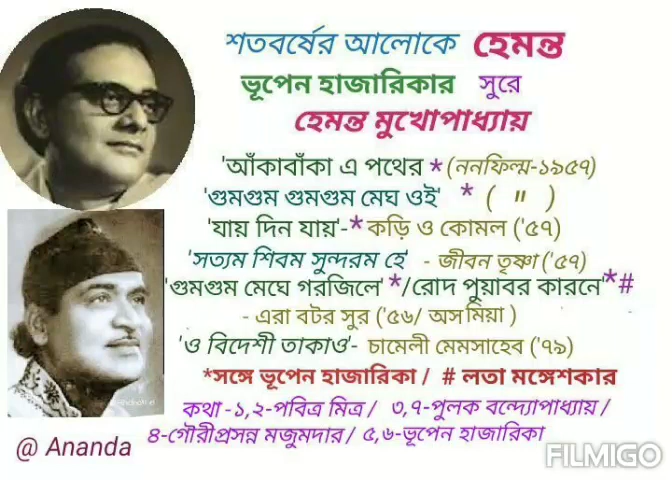 শতবর্ষের আলোকে হেমন্ত
ভূপেন হাজারিকার সুরে
হেমন্ত মুখোপাধ্যায়
'আঁকাবাঁকা এ পথের * (ননফিল্ম-১৯৫৭)
'গুমগুম গুমগুম মেঘ ওই' * ( " )
'যায় দিন যায়'-* কড়ি ও কোমল ('৫৭)
'সত্যম শিবম সুন্দরম হে' - জীবন তৃষ্ণা ('৫৭)
'গুমগুম মেঘে গরজিলে' */রোদ পুয়াবর কারনে'*#
- এরা বটর সুর ('৫৬/ অসমিয়া )
'ও বিদেশী তাকাও'- চামেলী মেমসাহেব ('৭৯)
*সঙ্গে ভূপেন হাজারিকা / # লতা মঙ্গেশকার
কথা -১,২-পবিত্র মিত্র / ৩,৭-পুলক বন্দ্যোপাধ্যায় /
৪-গৌরীপ্রসন্ন মজুমদার / ৫,৬-ভূপেন হাজারিকা
@ Ananda
FILMIGO